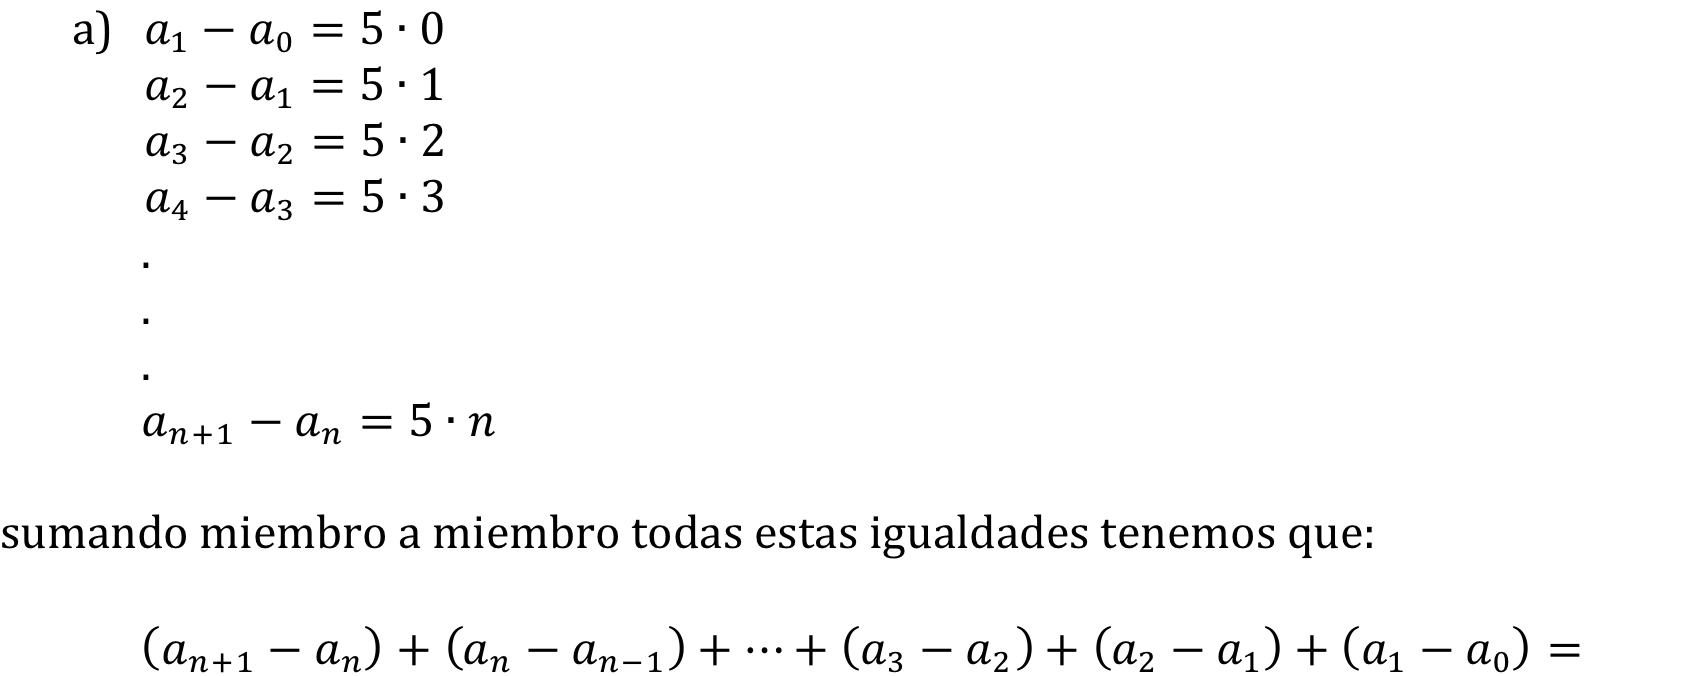 a) a₁ − a₀ = 5 · 0
a₂ − a₁ = 5 · 1
a₃ − a₂ = 5 · 2
a₄ − a₃ = 5 · 3
.
.
.
aₙ₊₁ − aₙ = 5 · n
sumando miembro a miembro todas estas igualdades tenemos que:
(aₙ₊₁ − aₙ) + (aₙ − aₙ₋₁) + ⋯ + (a₃ − a₂) + (a₂ − a₁) + (a₁ − a₀) =